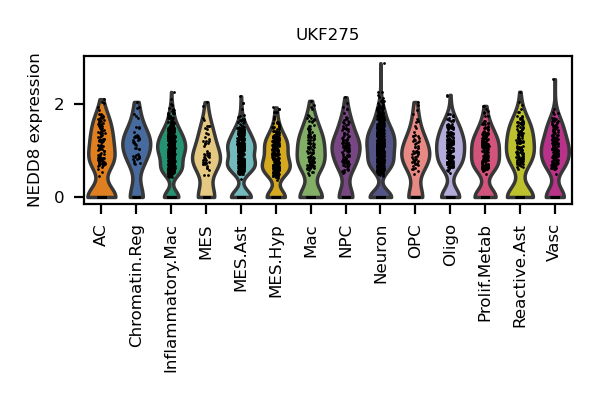 UKF275
NEDD8 expression
2
0
AC
Chromatin.Reg
Inflammatory.Mac
MES
MES.Ast
MES.Hyp
Mac
NPC
Neuron
OPC
Oligo
Prolif.Metab
Reactive.Ast
Vasc